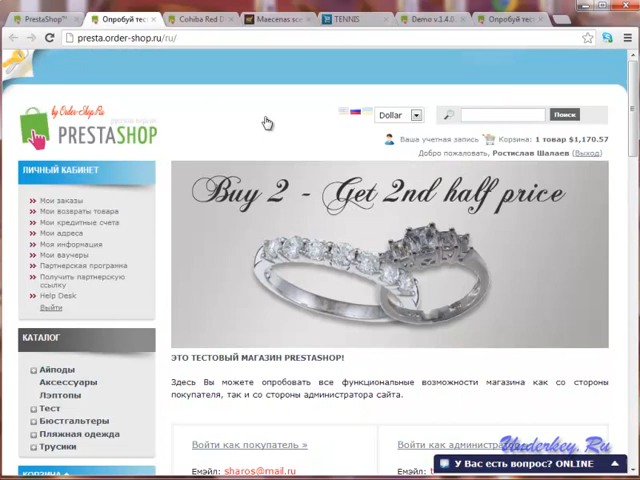 PrestaShop™
Опробуй тест
Cohiba Red D
Maecenas sce
TENNIS
Demo v.1.4.0.
Опробуй тест
presta.order-shop.ru/ru/
by Order-Shop.Ru
русская версия
PRESTASHOP
Dollar
Поиск
Ваша учетная запись
Корзина: 1 товар $1,170.57
Добро пожаловать, Ростислав Шалаев (Выход)
ЛИЧНЫЙ КАБИНЕТ
Мои заказы
Мои возвраты товара
Мои кредитные счета
Мои адреса
Моя информация
Мои ваучеры
Партнерская программа
Получить партнерскую
ссылку
Help Desk
Выйти
Buy 2 - Get 2nd half price
КАТАЛОГ
Айподы
Аксессуары
Лэптопы
Тест
Бюстгальтеры
Пляжная одежда
Трусики
КОРЗИНА
ЭТО ТЕСТОВЫЙ МАГАЗИН PRESTASHOP!
Здесь Вы можете опробовать все функциональные возможности магазина как со стороны
покупателя, так и со стороны администратора сайта.
Войти как покупатель »
Войти как администратор
Емэйл: sharos@mail.ru
Емэйл:
Underkey.Ru
У Вас есть вопрос? ONLINE